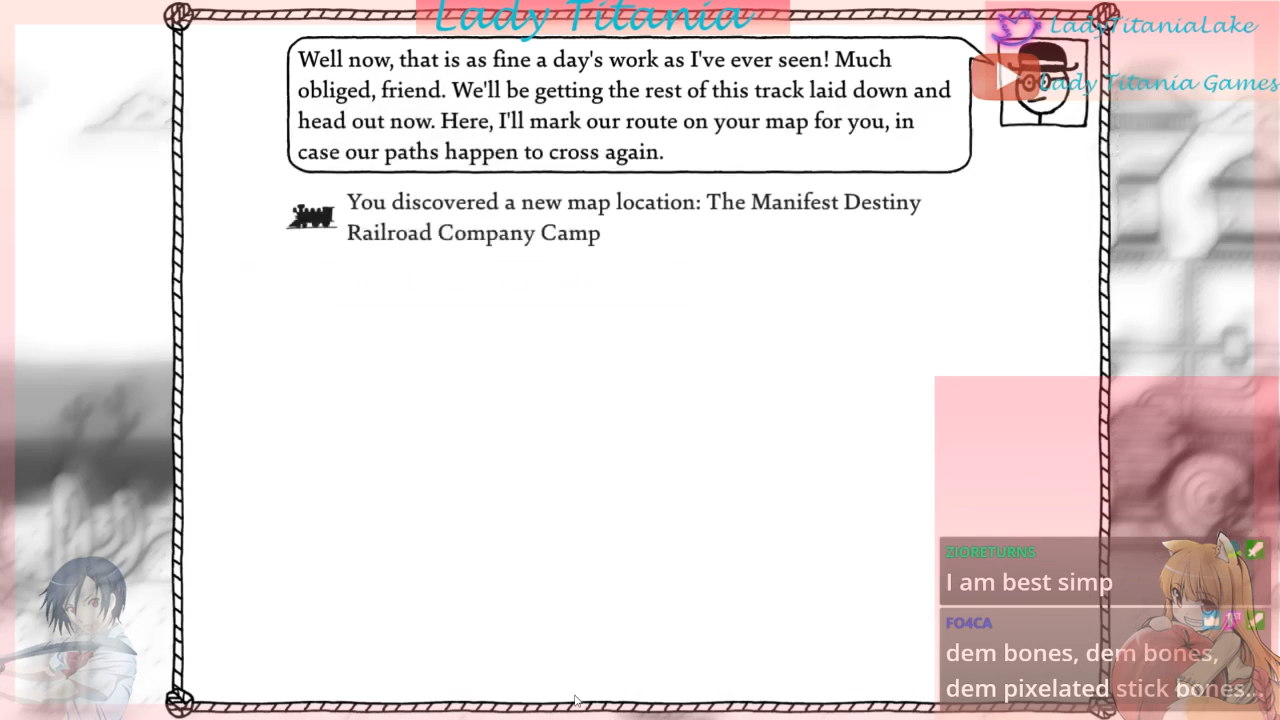 Lady Titania
LadyTitaniaLake
Lady Titania Games
Well now, that is as fine a day's work as I've ever seen! Much
obliged, friend. We'll be getting the rest of this track laid down and
head out now. Here, I'll mark our route on your map for you, in
case our paths happen to cross again.
You discovered a new map location: The Manifest Destiny
Railroad Company Camp
ZIORETURNS
I am best simp
FO4CA
dem bones, dem bones,
dem pixelated stick bones...